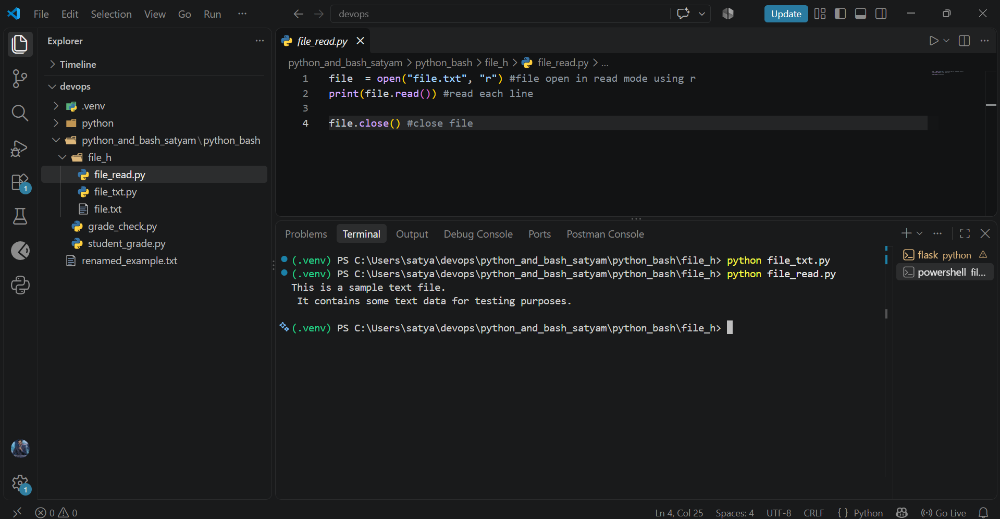 File Edit Selection View Go Run ...
devops
Update
Explorer
Timeline
devops
.venv
python
python_and_bash_satyam\python_bash
file_h
file_read.py
file_txt.py
file.txt
grade_check.py
student_grade.py
renamed_example.txt
1
1
file_read.py
python_and_bash_satyam > python_bash > file_h > file_read.py > ...
1 file  = open("file.txt", "r") #file open in read mode using r
2 print(file.read()) #read each line
3
4 file.close() #close file
Problems Terminal Output Debug Console Ports Postman Console
(.venv) PS C:\Users\satya\devops\python_and_bash_satyam\python_bash\file_h> python file_txt.py
(.venv) PS C:\Users\satya\devops\python_and_bash_satyam\python_bash\file_h> python file_read.py
This is a sample text file.
 It contains some text data for testing purposes.
(.venv) PS C:\Users\satya\devops\python_and_bash_satyam\python_bash\file_h>
flask python
powershell fil...
0 0
Ln 4, Col 25 Spaces: 4 UTF-8 CRLF { } Python Go Live